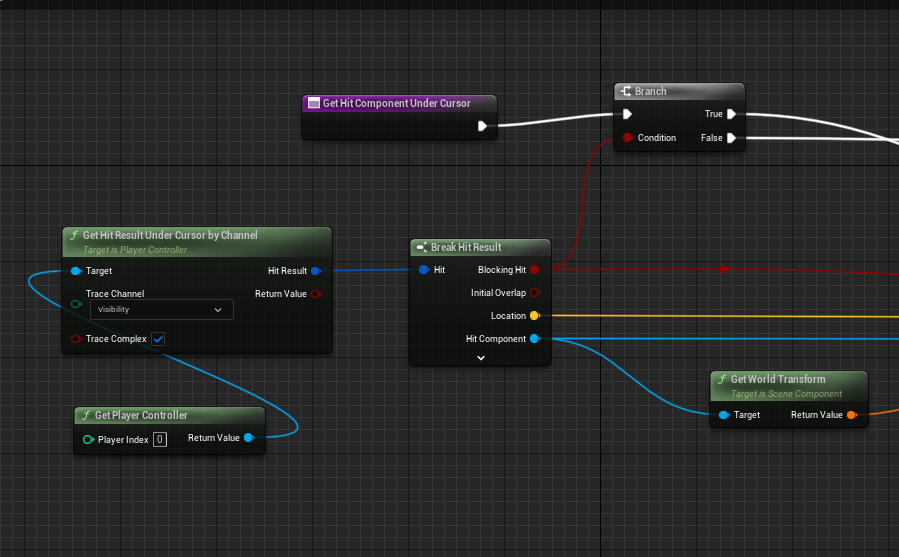 Get Hit Component Under Cursor
Branch
True
Condition
False
Get Hit Result Under Cursor by Channel
Target is Player Controller
Target
Hit Result
Trace Channel
Return Value
Visibility
Trace Complex
Break Hit Result
Hit
Blocking Hit
Initial Overlap
Location
Hit Component
Get World Transform
Target is Scene Component
Target
Return Value
Get Player Controller
Player Index 0
Return Value